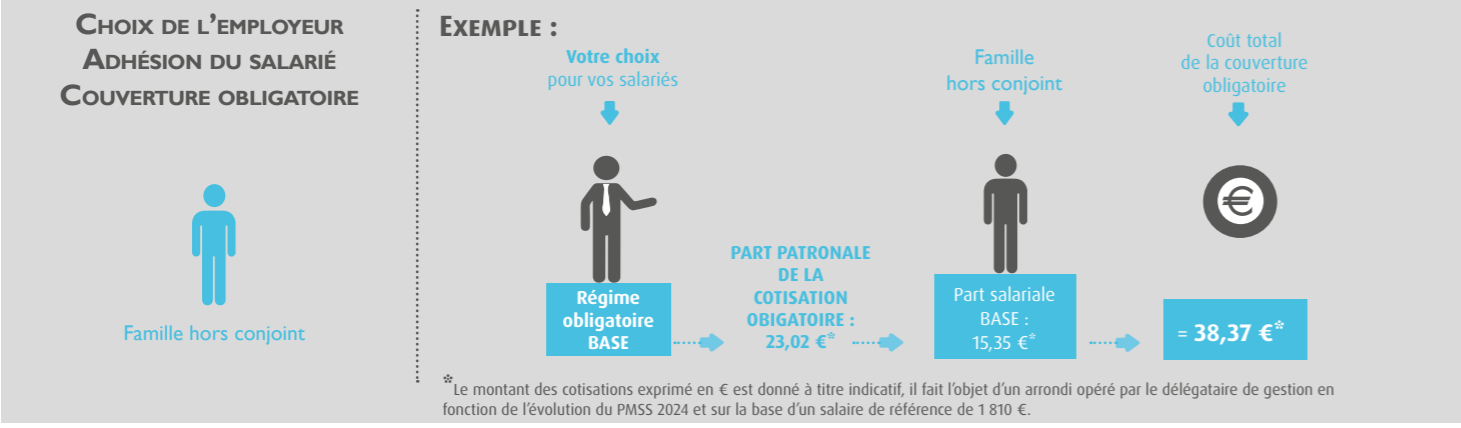 CHOIX DE L'EMPLOYEUR
ADHÉSION DU SALARIÉ
COUVERTURE OBLIGATOIRE
Famille hors conjoint
EXEMPLE :
Votre choix
pour vos salariés
Régime
obligatoire
BASE
PART PATRONALE
DE LA
COTISATION
OBIGATOIRE :
23,02 €*
Famille
hors conjoint
Part salariale
BASE :
15,35 €*
Coût total
de la couverture
obligatoire
€
= 38,37 €*
*Le montant des cotisations exprimé en € est donné à titre indicatif, il fait l'objet d'un arrondi opéré par le délégataire de gestion en
fonction de l'évolution du PMSS 2024 et sur la base d'un salaire de référence de 1 810 €.